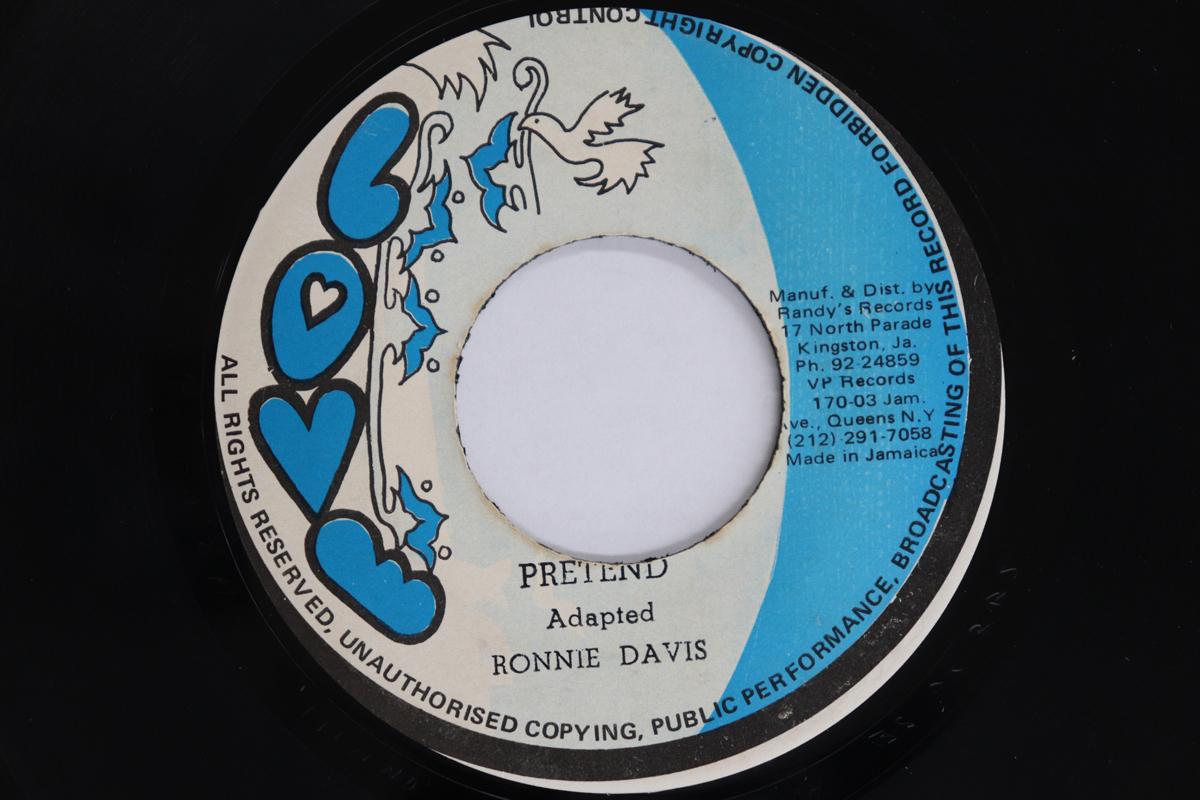 LOVE
PRETEND
Adapted
RONNIE DAVIS
Manuf. & Dist. by
Randy's Records
17 North Parade
Kingston, Ja.
Ph. 92-24859
VP Records
170-03 Jam.
ve., Queens N.Y
(212) 291-7058
Made in Jamaica
ALL RIGHTS RESERVED, UNAUTHORISED COPYING, PUBLIC PERFORMANCE, BROADCASTING OF THIS RECORD FORBIDDEN COPYRIGHT CONTROL